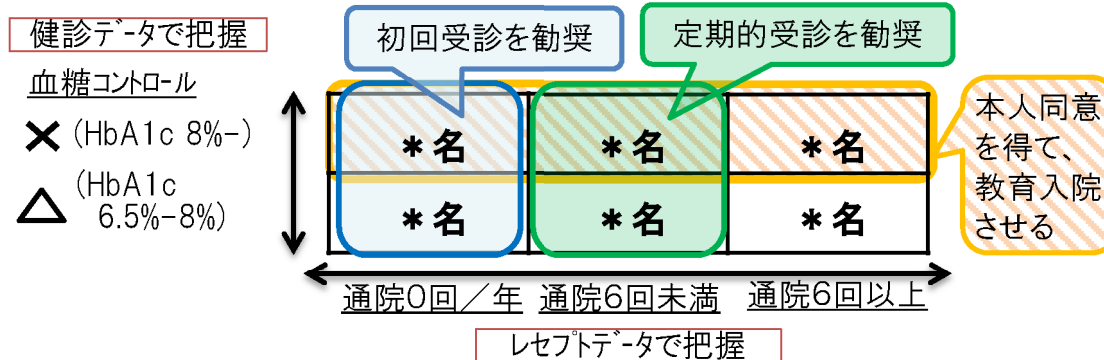 健診データで把握
血糖コントロール
×(HbA1c 8%-)
△(HbA1c
6.5%-8%)
初回受診を勧奨
定期的受診を勧奨
*名 *名 *名
*名 *名 *名
本人同意
を得て、
教育入院
させる
通院0回/年 通院6回未満 通院6回以上
レセプトデータで把握